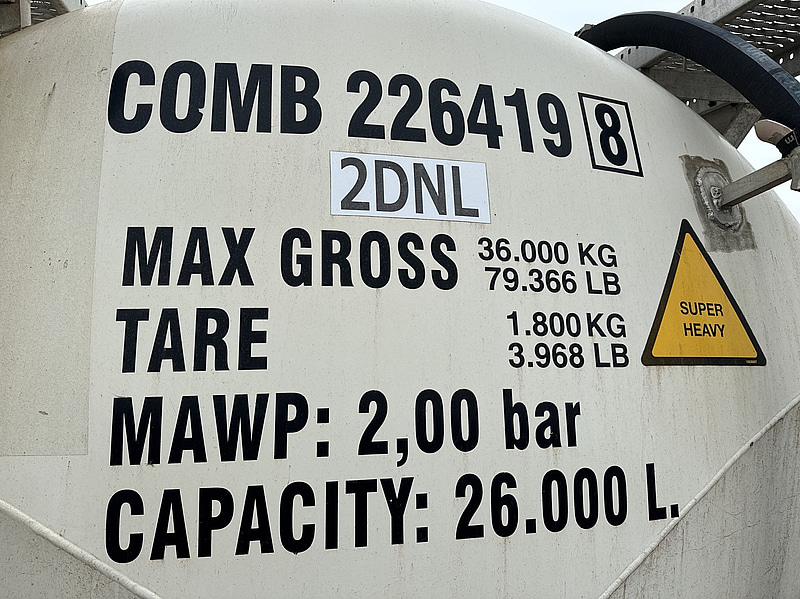 COMB 226419 8
2DNL
MAX GROSS 36.000 KG
79.366 LB
TARE 1.800 KG
3.968 LB
SUPER
HEAVY
MAWP: 2,00 bar
CAPACITY: 26.000 L.